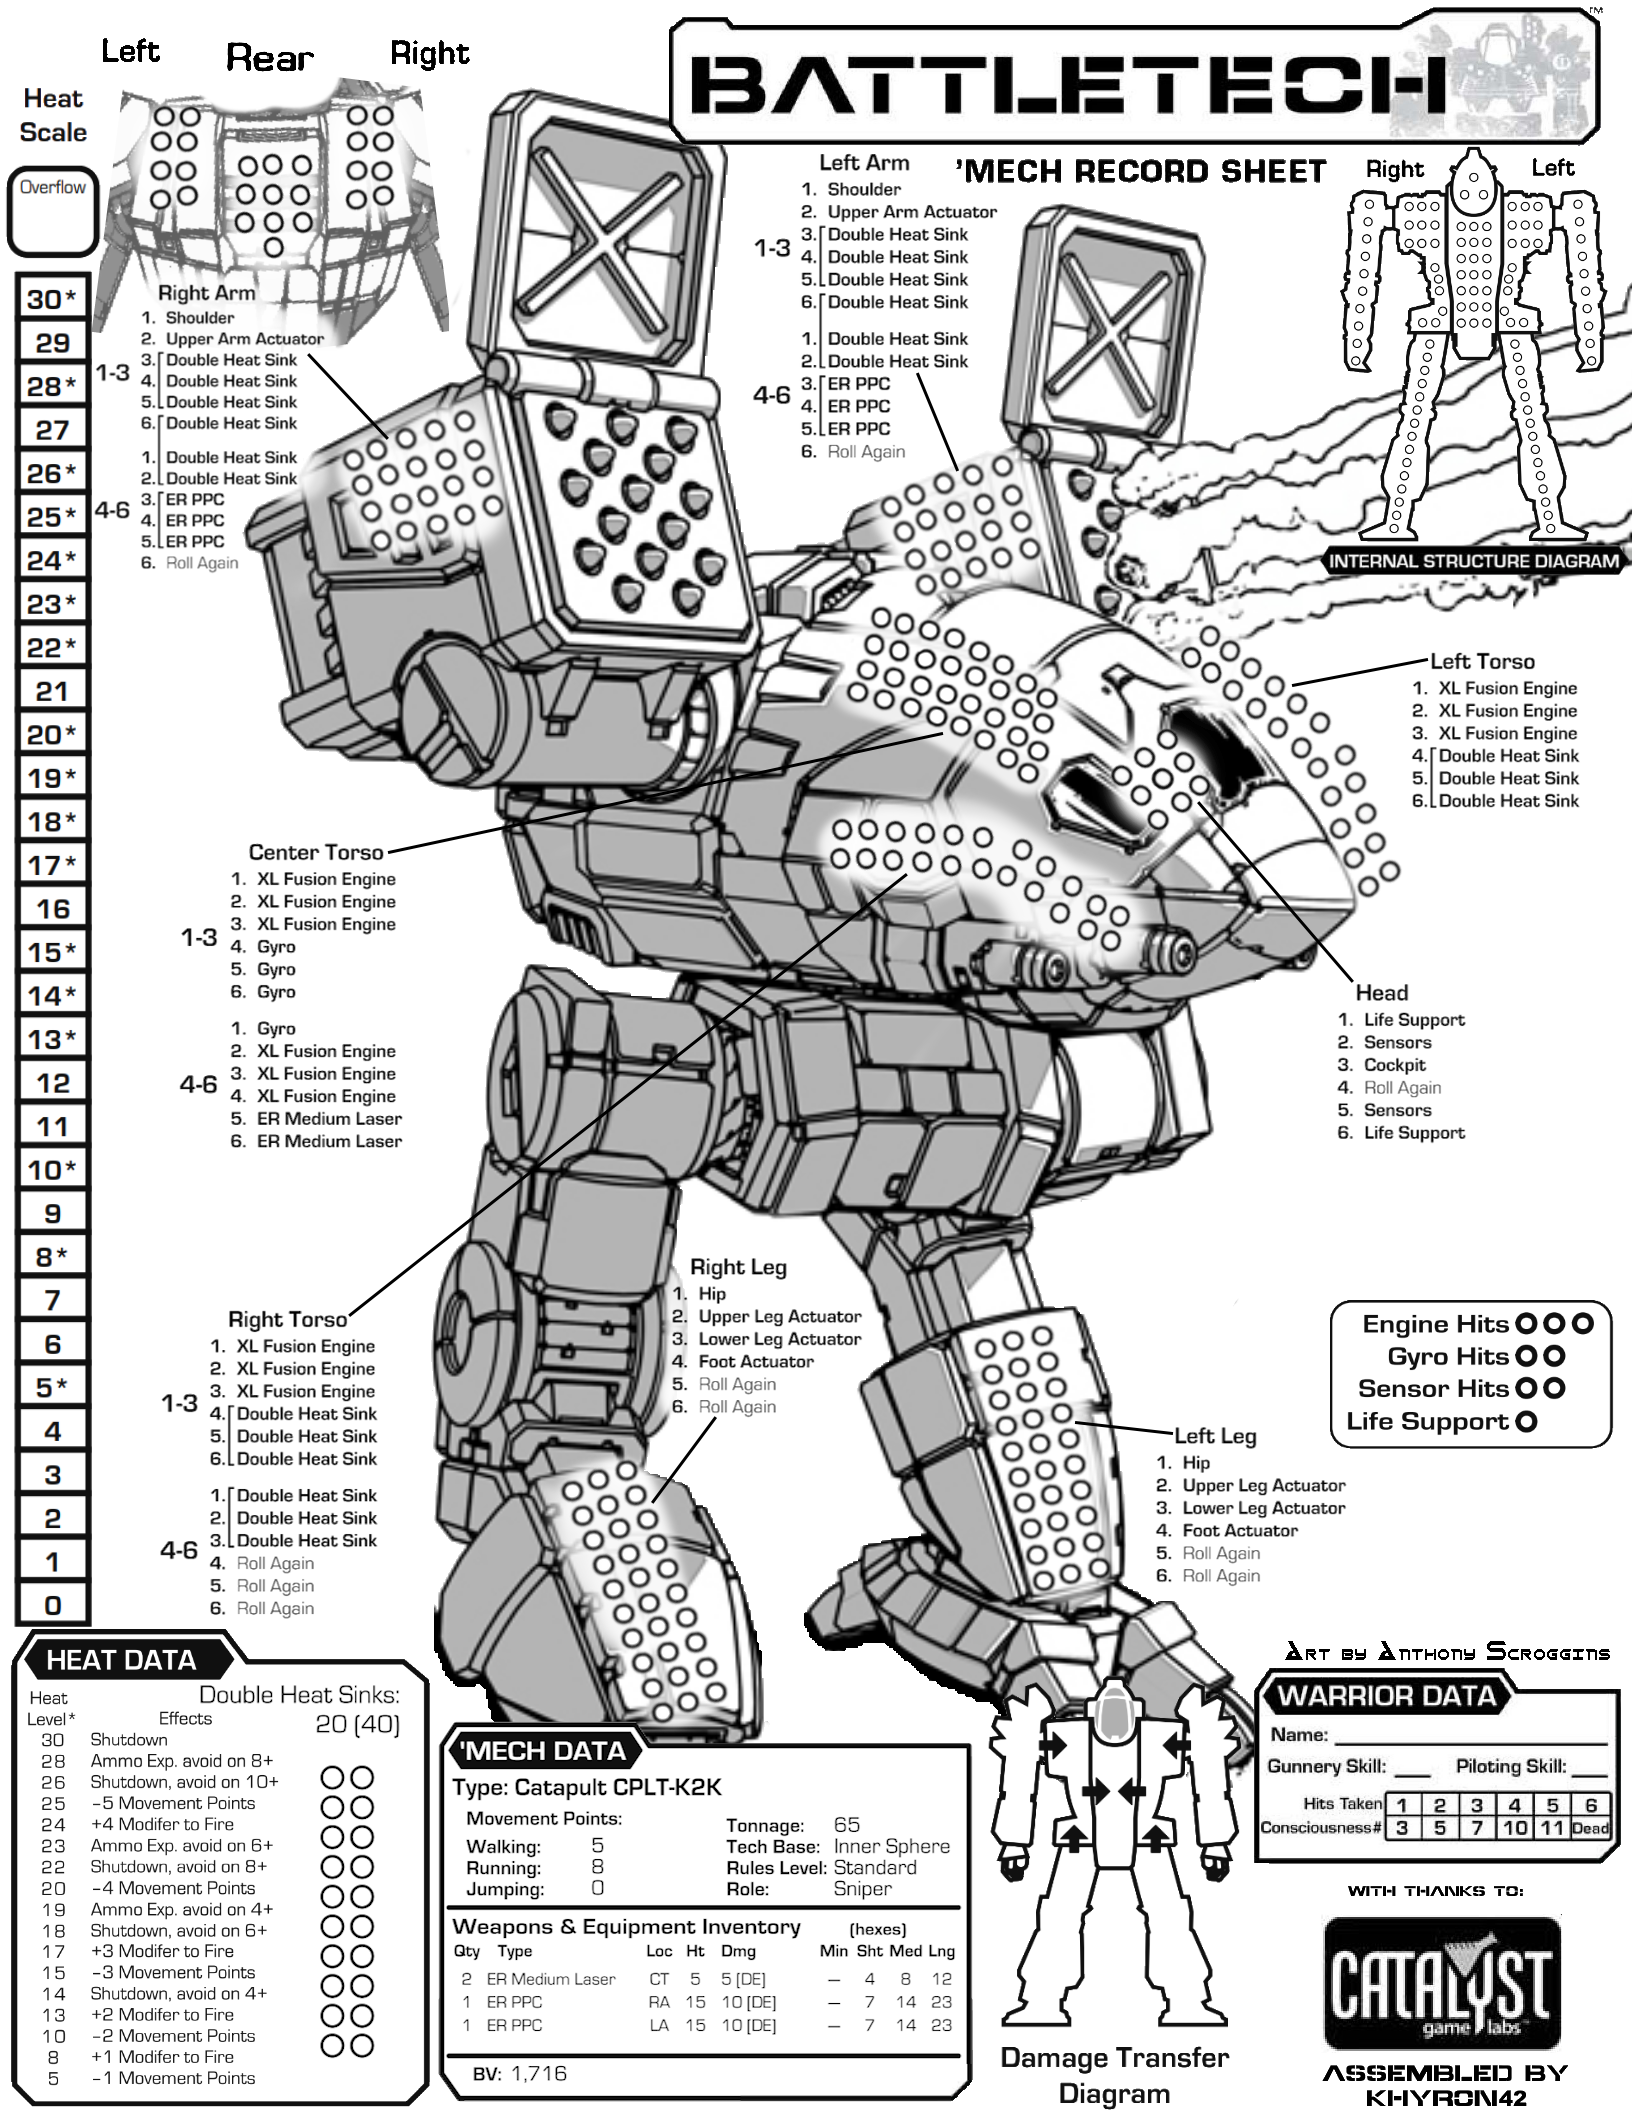 Left Rear Right
BATTLETECH
TM
'MECH RECORD SHEET
Heat
Scale
Overflow
30*
29
28*
27
26*
25*
24*
23*
22*
21
20*
19*
18*
17*
16
15*
14*
13*
12
11
10*
9
8*
7
6
5*
4
3
2
1
0
Right Arm
1-3
1. Shoulder
2. Upper Arm Actuator
3. Double Heat Sink
4. Double Heat Sink
5. Double Heat Sink
6. Double Heat Sink
4-6
1. Double Heat Sink
2. Double Heat Sink
3. ER PPC
4. ER PPC
5. ER PPC
6. Roll Again
Left Arm
1-3
1. Shoulder
2. Upper Arm Actuator
3. Double Heat Sink
4. Double Heat Sink
5. Double Heat Sink
6. Double Heat Sink
4-6
1. Double Heat Sink
2. Double Heat Sink
3. ER PPC
4. ER PPC
5. ER PPC
6. Roll Again
Right Left
INTERNAL STRUCTURE DIAGRAM
Left Torso
1. XL Fusion Engine
2. XL Fusion Engine
3. XL Fusion Engine
4. Double Heat Sink
5. Double Heat Sink
6. Double Heat Sink
Center Torso
1-3
1. XL Fusion Engine
2. XL Fusion Engine
3. XL Fusion Engine
4. Gyro
5. Gyro
6. Gyro
4-6
1. Gyro
2. XL Fusion Engine
3. XL Fusion Engine
4. XL Fusion Engine
5. ER Medium Laser
6. ER Medium Laser
Head
1. Life Support
2. Sensors
3. Cockpit
4. Roll Again
5. Sensors
6. Life Support
Right Torso
1-3
1. XL Fusion Engine
2. XL Fusion Engine
3. XL Fusion Engine
4. Double Heat Sink
5. Double Heat Sink
6. Double Heat Sink
4-6
1. Double Heat Sink
2. Double Heat Sink
3. Double Heat Sink
4. Roll Again
5. Roll Again
6. Roll Again
Right Leg
1. Hip
2. Upper Leg Actuator
3. Lower Leg Actuator
4. Foot Actuator
5. Roll Again
6. Roll Again
Left Leg
1. Hip
2. Upper Leg Actuator
3. Lower Leg Actuator
4. Foot Actuator
5. Roll Again
6. Roll Again
Engine Hits
Gyro Hits
Sensor Hits
Life Support
HEAT DATA
Heat Level* Effects
Double Heat Sinks:
20 (40)
30 Shutdown
28 Ammo Exp. avoid on 8+
26 Shutdown, avoid on 10+
25 -5 Movement Points
24 +4 Modifer to Fire
23 Ammo Exp. avoid on 6+
22 Shutdown, avoid on 8+
20 -4 Movement Points
19 Ammo Exp. avoid on 4+
18 Shutdown, avoid on 6+
17 +3 Modifer to Fire
15 -3 Movement Points
14 Shutdown, avoid on 4+
13 +2 Modifer to Fire
10 -2 Movement Points
8 +1 Modifer to Fire
5 -1 Movement Points
'MECH DATA
Type: Catapult CPLT-K2K
Movement Points:
Walking: 5
Running: 8
Jumping: 0
Tonnage: 65
Tech Base: Inner Sphere
Rules Level: Standard
Role: Sniper
Weapons & Equipment Inventory (hexes)
Qty Type Loc Ht Dmg Min Sht Med Lng
2 ER Medium Laser CT 5 5 [DE] — 4 8 12
1 ER PPC RA 15 10 [DE] — 7 14 23
1 ER PPC LA 15 10 [DE] — 7 14 23
BV: 1,716
Damage Transfer
Diagram
Art by Anthony Scroggins
WARRIOR DATA
Name:
Gunnery Skill: Piloting Skill:
Hits Taken 1 2 3 4 5 6
Consciousness# 3 5 7 10 11 Dead
WITH THANKS TO:
CATALYST
game labs
ASSEMBLED BY
KHYRON42